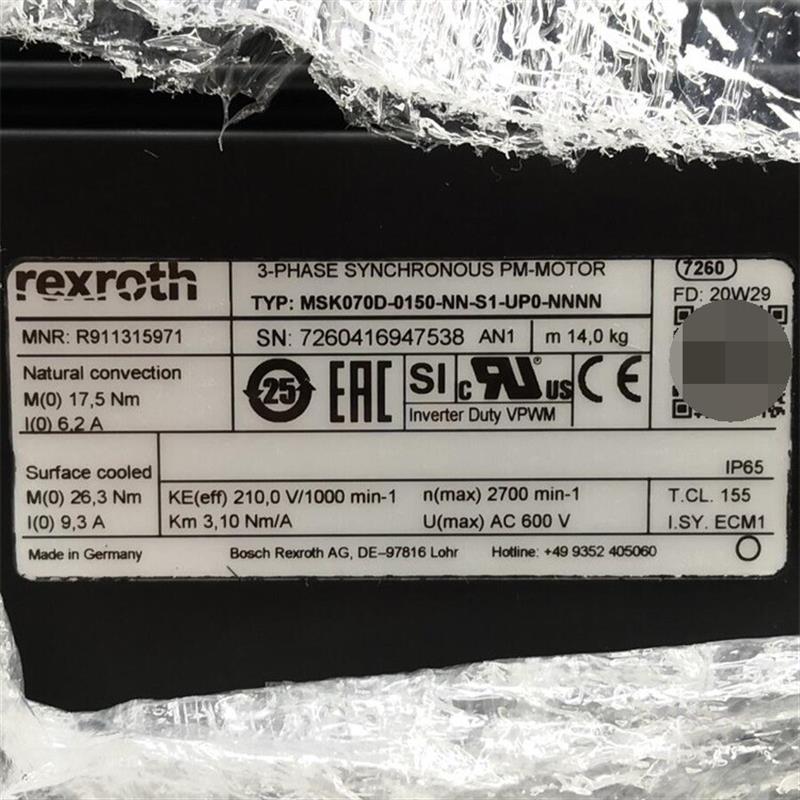 rexroth
3-PHASE SYNCHRONOUS PM-MOTOR
7260
TYP: MSK070D-0150-NN-S1-UP0-NNNN
FD: 20W29
MNR: R911315971
SN: 7260416947538 AN1
m 14,0 kg
Natural convection
M(0) 17,5 Nm
I(0) 6,2 A
25
EAC
SI
c RU US
CE
Inverter Duty VPWM
IP65
Surface cooled
M(0) 26,3 Nm
I(0) 9,3 A
KE(eff) 210,0 V/1000 min-1
n(max) 2700 min-1
T.CL. 155
Km 3,10 Nm/A
U(max) AC 600 V
I.SY. ECM1
Made in Germany
Bosch Rexroth AG, DE-97816 Lohr
Hotline: +49 9352 405060